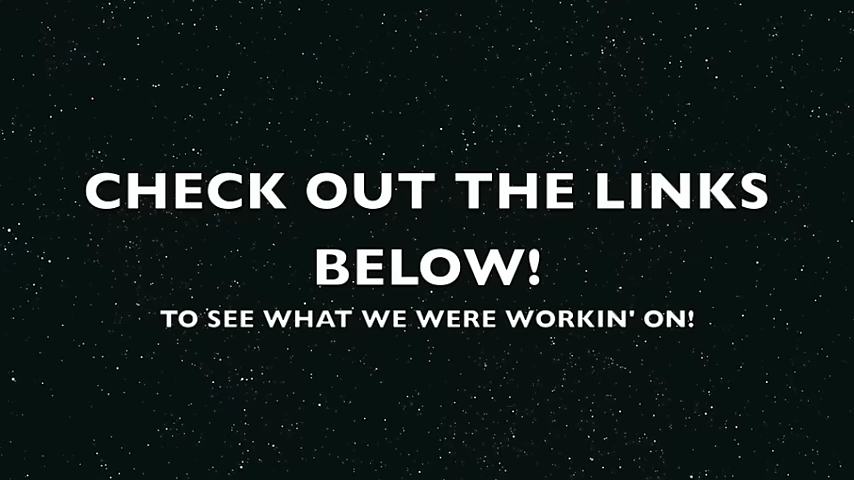 CHECK OUT THE LINKS
BELOW!
TO SEE WHAT WE WERE WORKIN' ON!